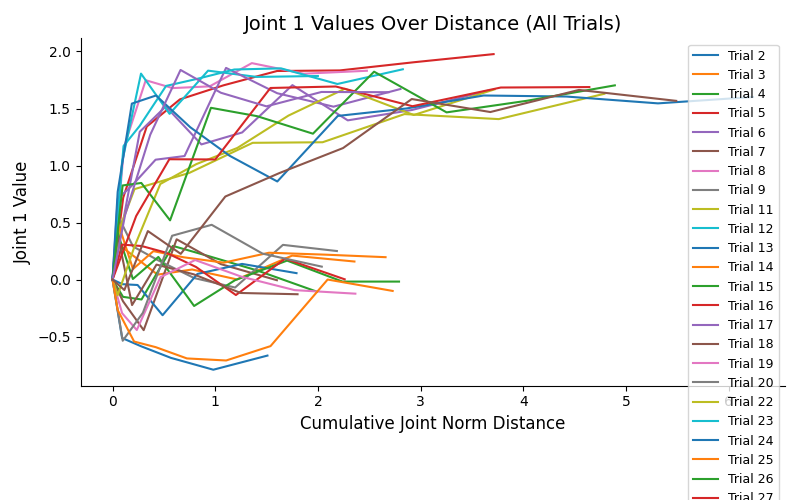 Joint 1 Values Over Distance (All Trials)
Joint 1 Value
2.0
1.5
1.0
0.5
0.0
−0.5
0
1
2
3
4
5
Cumulative Joint Norm Distance
Trial 2
Trial 3
Trial 4
Trial 5
Trial 6
Trial 7
Trial 8
Trial 9
Trial 11
Trial 12
Trial 13
Trial 14
Trial 15
Trial 16
Trial 17
Trial 18
Trial 19
Trial 20
Trial 22
Trial 23
Trial 24
Trial 25
Trial 26
Trial 27